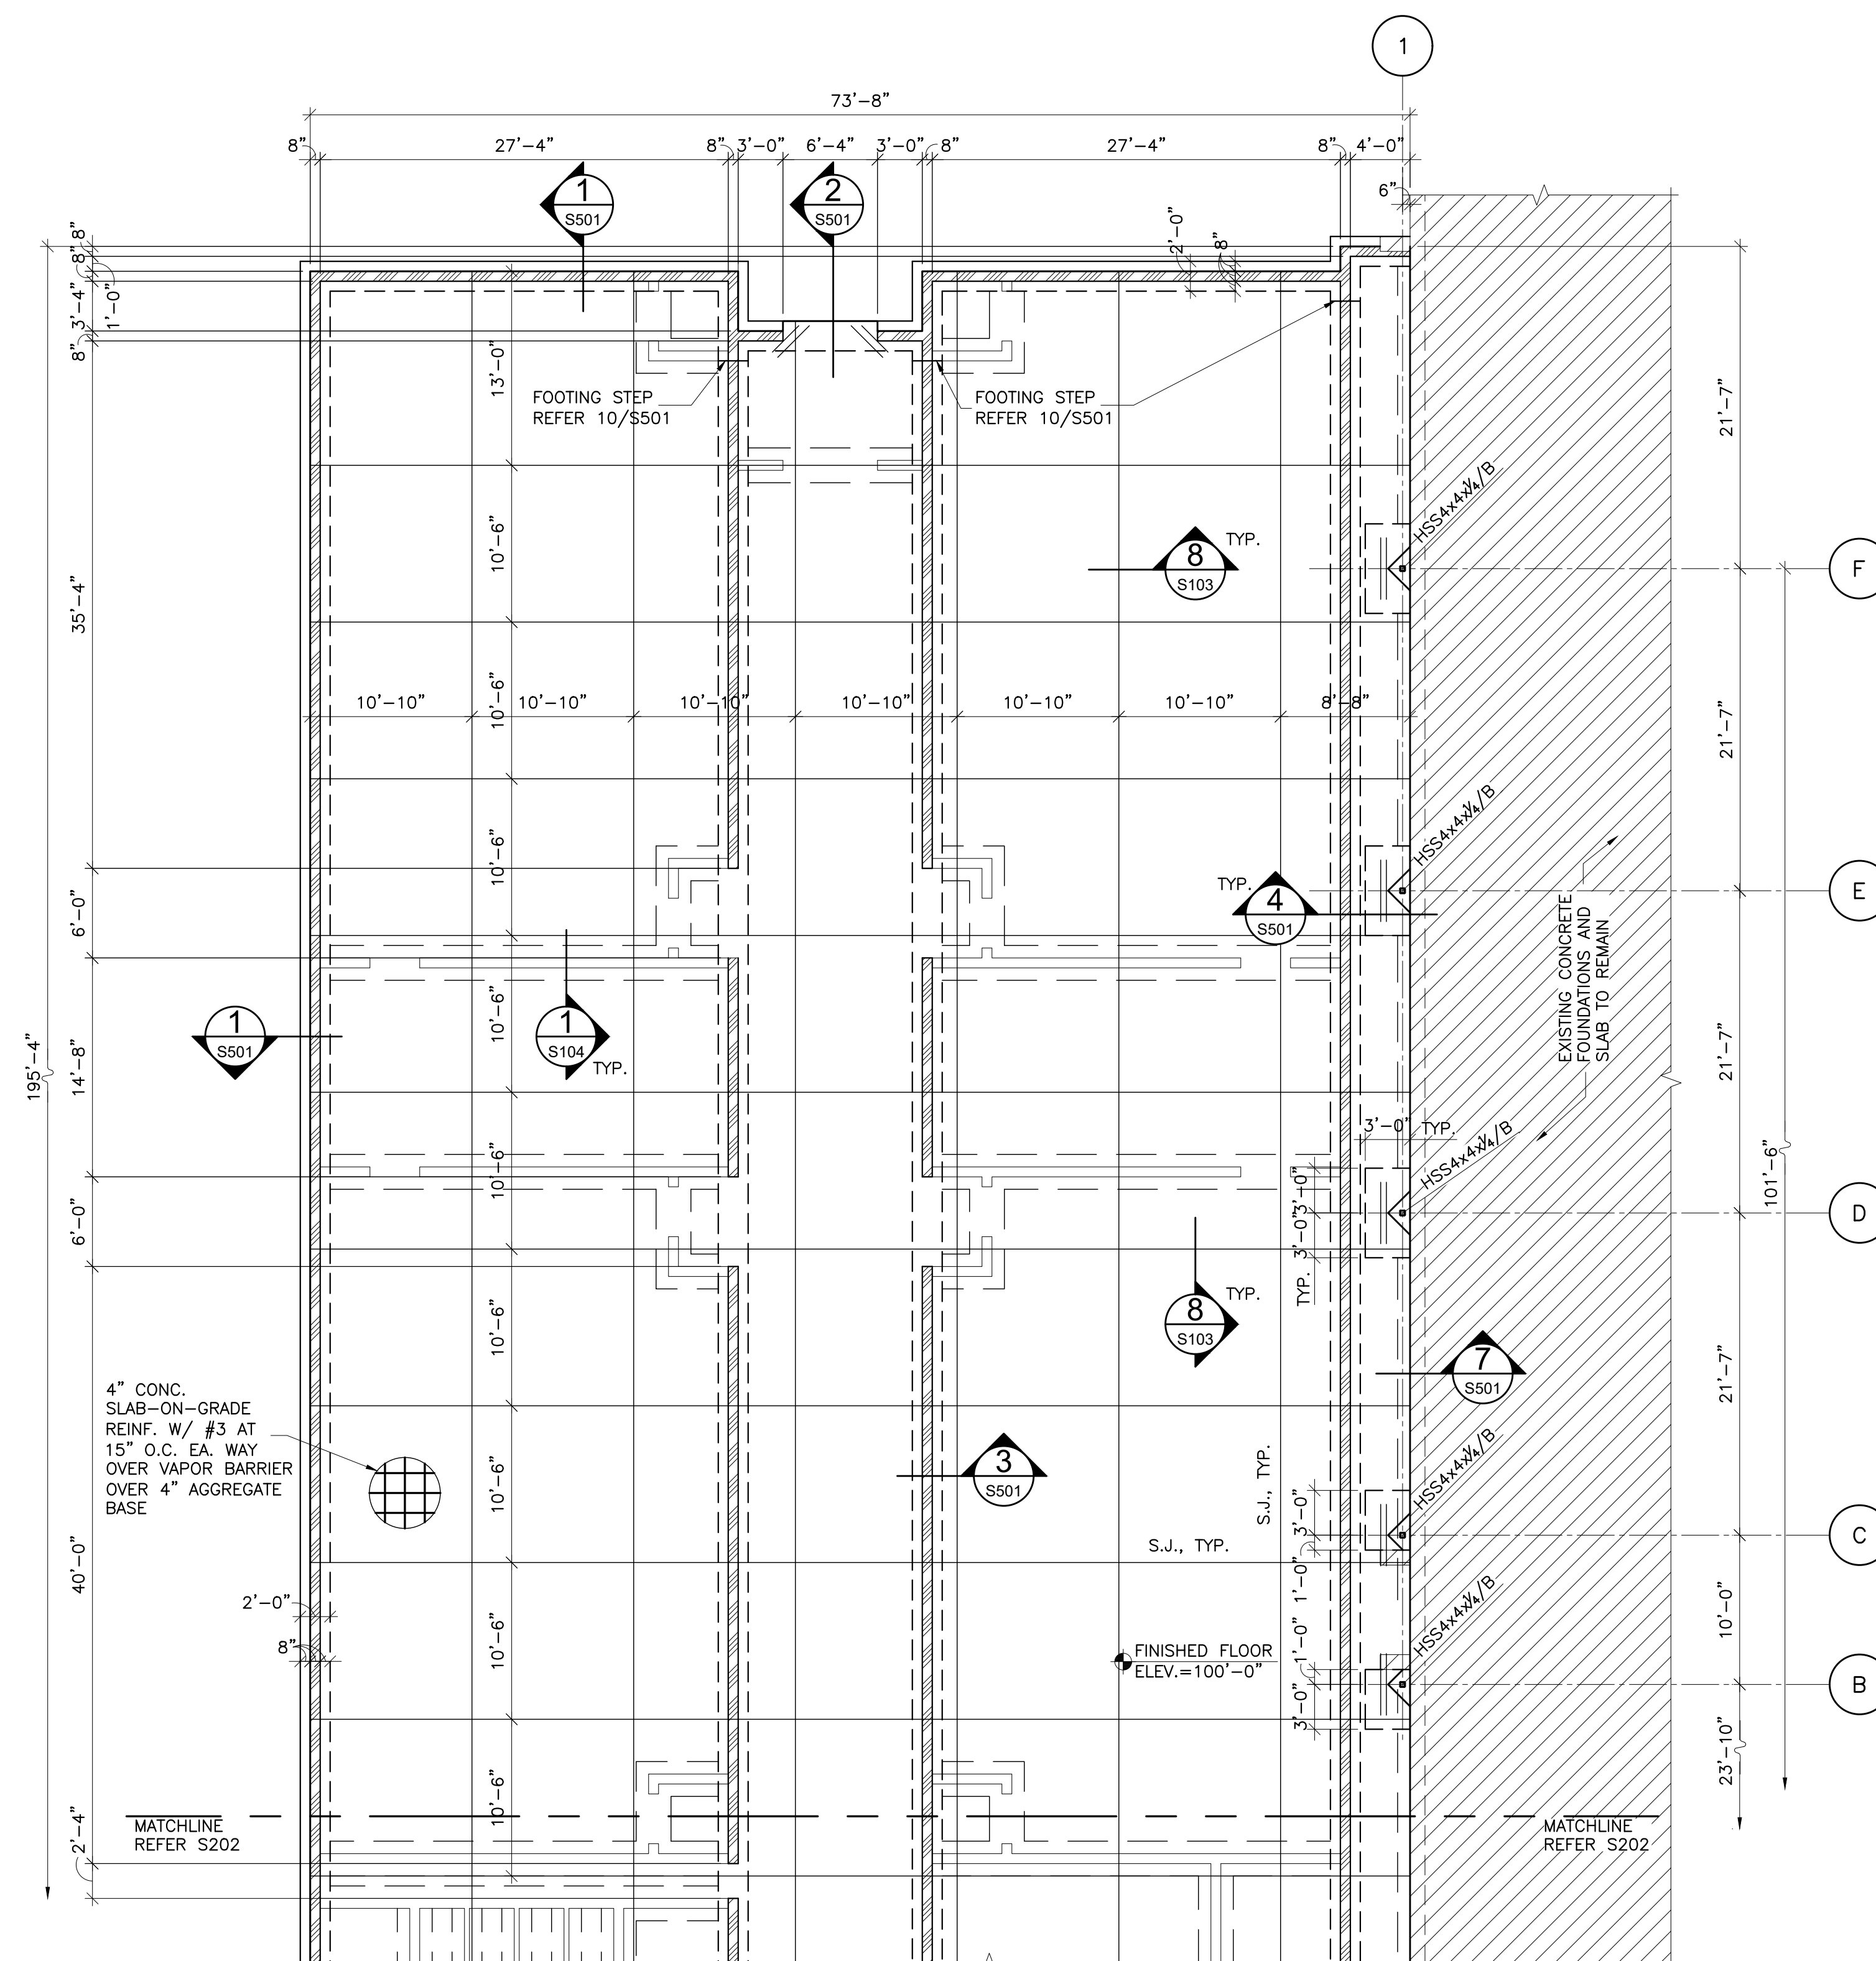 1
73'-8"
8" 27'-4" 8" 3'-0" 6'-4" 3'-0" 8" 27'-4" 8" 4'-0"
6"
1
S501
2
S501
2'-0"
8"
8"
8"
1'-0"
3'-4"
8"
13'-0"
FOOTING STEP
REFER 10/S501
FOOTING STEP
REFER 10/S501
21'-7"
HSS4x4x¼/B
10'-6"
8
S103
TYP.
F
35'-4"
10'-6"
10'-10" 10'-10" 10'-10" 10'-10" 10'-10" 10'-10" 8'-8"
21'-7"
HSS4x4x¼/B
10'-6"
6'-0"
TYP.
4
S501
E
EXISTING CONCRETE
FOUNDATIONS AND
SLAB TO REMAIN
195'-4"
1
S501
1
S104
TYP.
10'-6"
14'-8"
21'-7"
3'-0" TYP.
HSS4x4x¼/B
10'-6"
6'-0"
3'-0"
3'-0"
TYP.
D
101'-6"
8
S103
TYP.
10'-6"
7
S501
21'-7"
4" CONC.
SLAB-ON-GRADE
REINF. W/ #3 AT
15" O.C. EA. WAY
OVER VAPOR BARRIER
OVER 4" AGGREGATE
BASE
10'-6"
3
S501
S.J., TYP.
S.J., TYP.
HSS4x4x¼/B
3'-0"
1'-0"
C
40'-0"
2'-0"
8"
10'-6"
FINISHED FLOOR
ELEV.=100'-0"
1'-0"
3'-0"
HSS4x4x¼/B
10'-0"
B
23'-10"
10'-6"
2'-4"
MATCHLINE
REFER S202
MATCHLINE
REFER S202